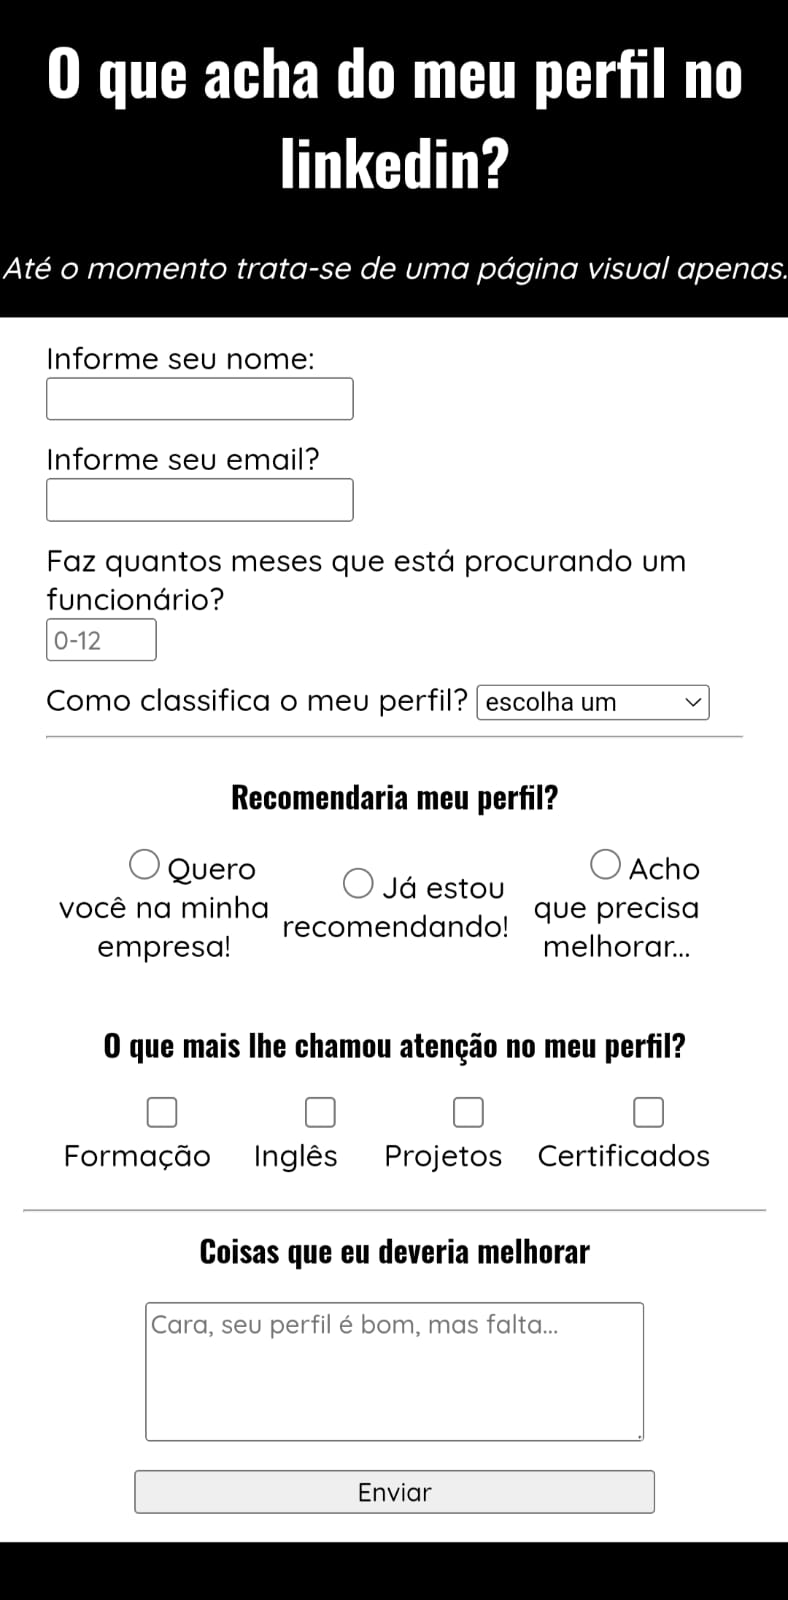 O que acha do meu perfil no
linkedin?
Até o momento trata-se de uma página visual apenas.
Informe seu nome:
Informe seu email?
Faz quantos meses que está procurando um
funcionário?
0-12
Como classifica o meu perfil? escolha um
Recomendaria meu perfil?
Quero
você na minha
empresa!
Já estou
recomendando!
Acho
que precisa
melhorar...
O que mais lhe chamou atenção no meu perfil?
Formação Inglês Projetos Certificados
Coisas que eu deveria melhorar
Cara, seu perfil é bom, mas falta...
Enviar